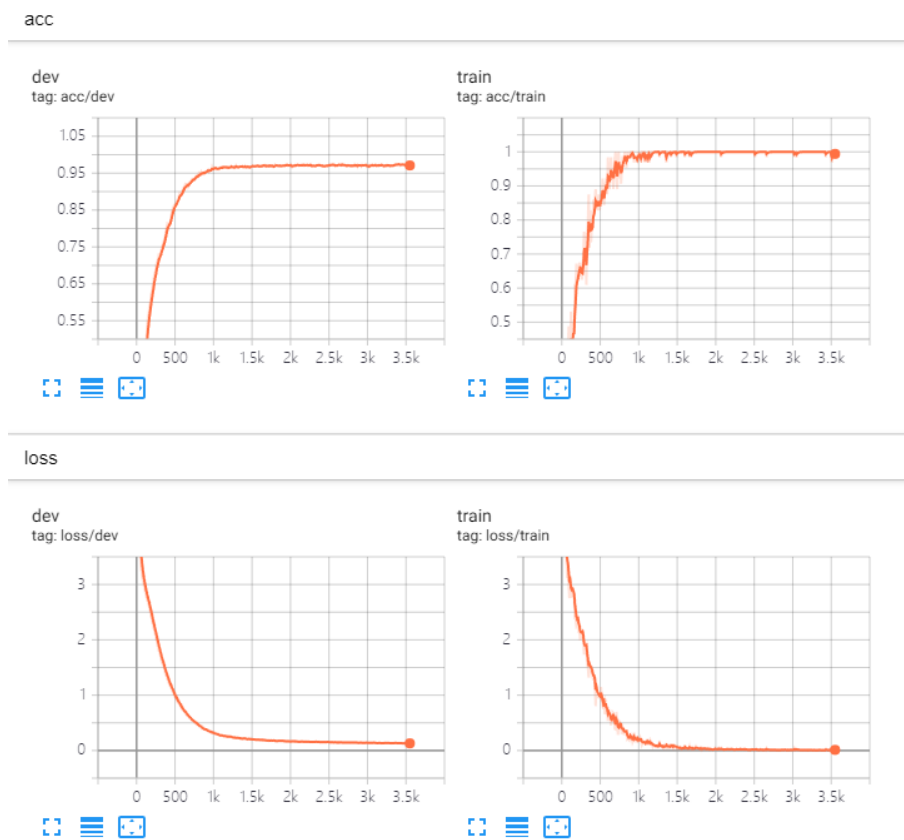 acc
dev
tag: acc/dev
1.05
0.95
0.85
0.75
0.65
0.55
0 500 1k 1.5k 2k 2.5k 3k 3.5k
train
tag: acc/train
1
0.9
0.8
0.7
0.6
0.5
0 500 1k 1.5k 2k 2.5k 3k 3.5k
loss
dev
tag: loss/dev
3
2
1
0
0 500 1k 1.5k 2k 2.5k 3k 3.5k
train
tag: loss/train
3
2
1
0
0 500 1k 1.5k 2k 2.5k 3k 3.5k